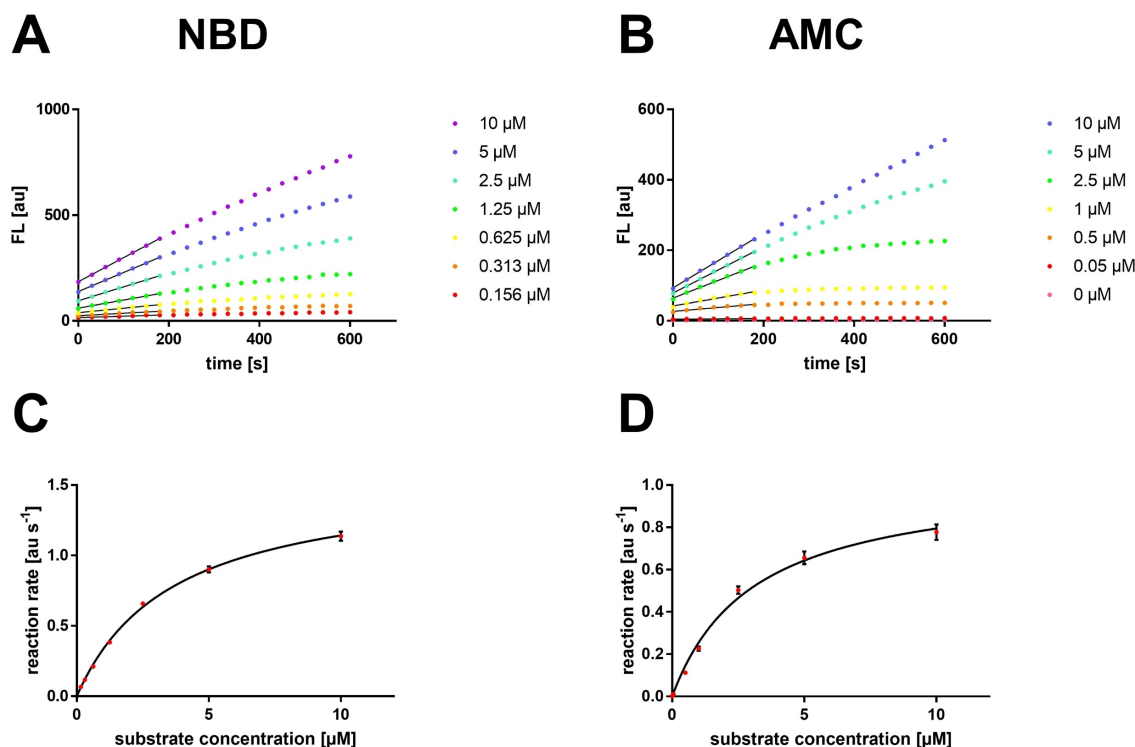 A NBD
1000
500
0
FL [au]
0 200 400 600
time [s]
10 µM
5 µM
2.5 µM
1.25 µM
0.625 µM
0.313 µM
0.156 µM
B AMC
600
400
200
0
FL [au]
0 200 400 600
time [s]
10 µM
5 µM
2.5 µM
1 µM
0.5 µM
0.05 µM
0 µM
C
1.5
1.0
0.5
0.0
reaction rate [au s⁻¹]
0 5 10
substrate concentration [µM]
D
1.0
0.8
0.6
0.4
0.2
0.0
reaction rate [au s⁻¹]
0 5 10
substrate concentration [µM]